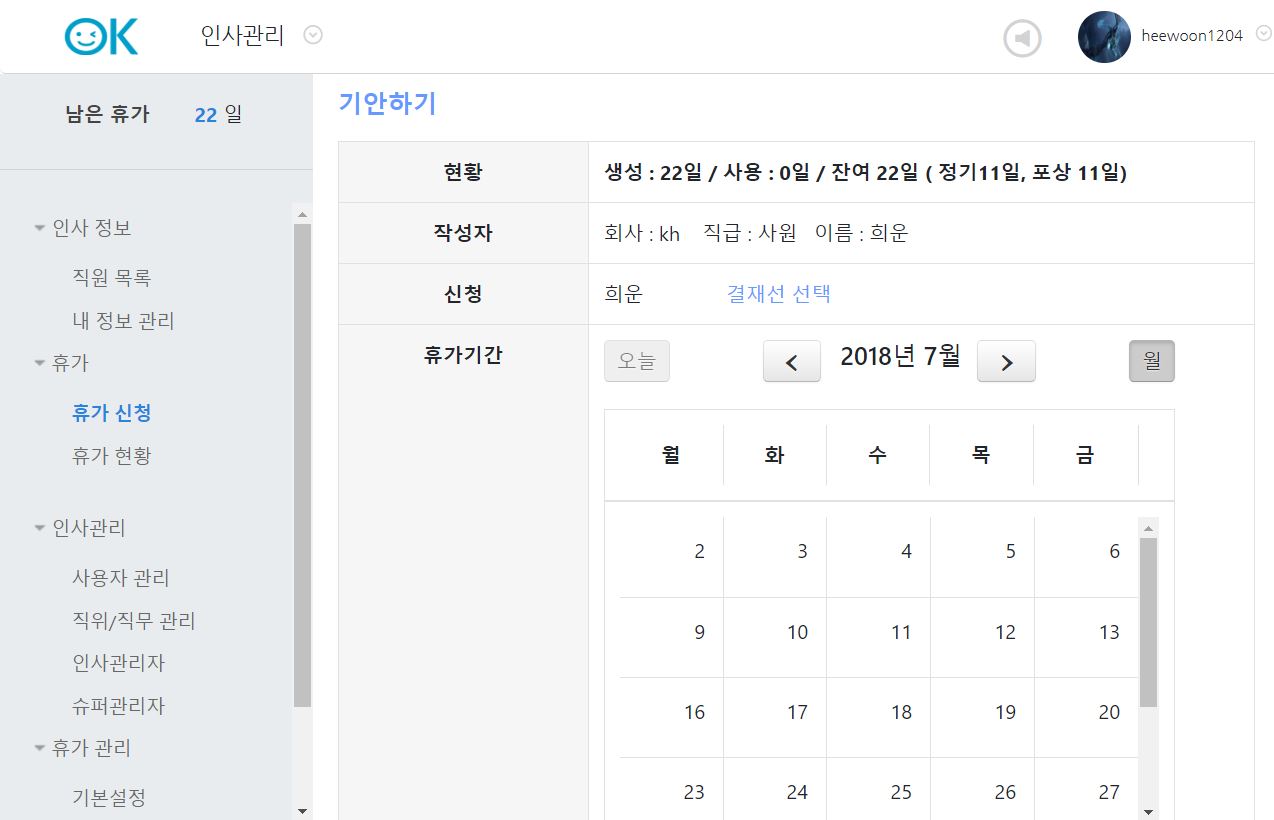 OK 인사관리 heewoon1204
남은 휴가 22 일
인사 정보
직원 목록
내 정보 관리
휴가
휴가 신청
휴가 현황
인사관리
사용자 관리
직위/직무 관리
인사관리자
슈퍼관리자
휴가 관리
기본설정
기안하기
현황 생성 : 22일 / 사용 : 0일 / 잔여 22일 ( 정기11일, 포상 11일)
작성자 회사 : kh 직급 : 사원 이름 : 희운
신청 희운 결재선 선택
휴가기간 오늘 2018년 7월 월
월 화 수 목 금
2 3 4 5 6
9 10 11 12 13
16 17 18 19 20
23 24 25 26 27